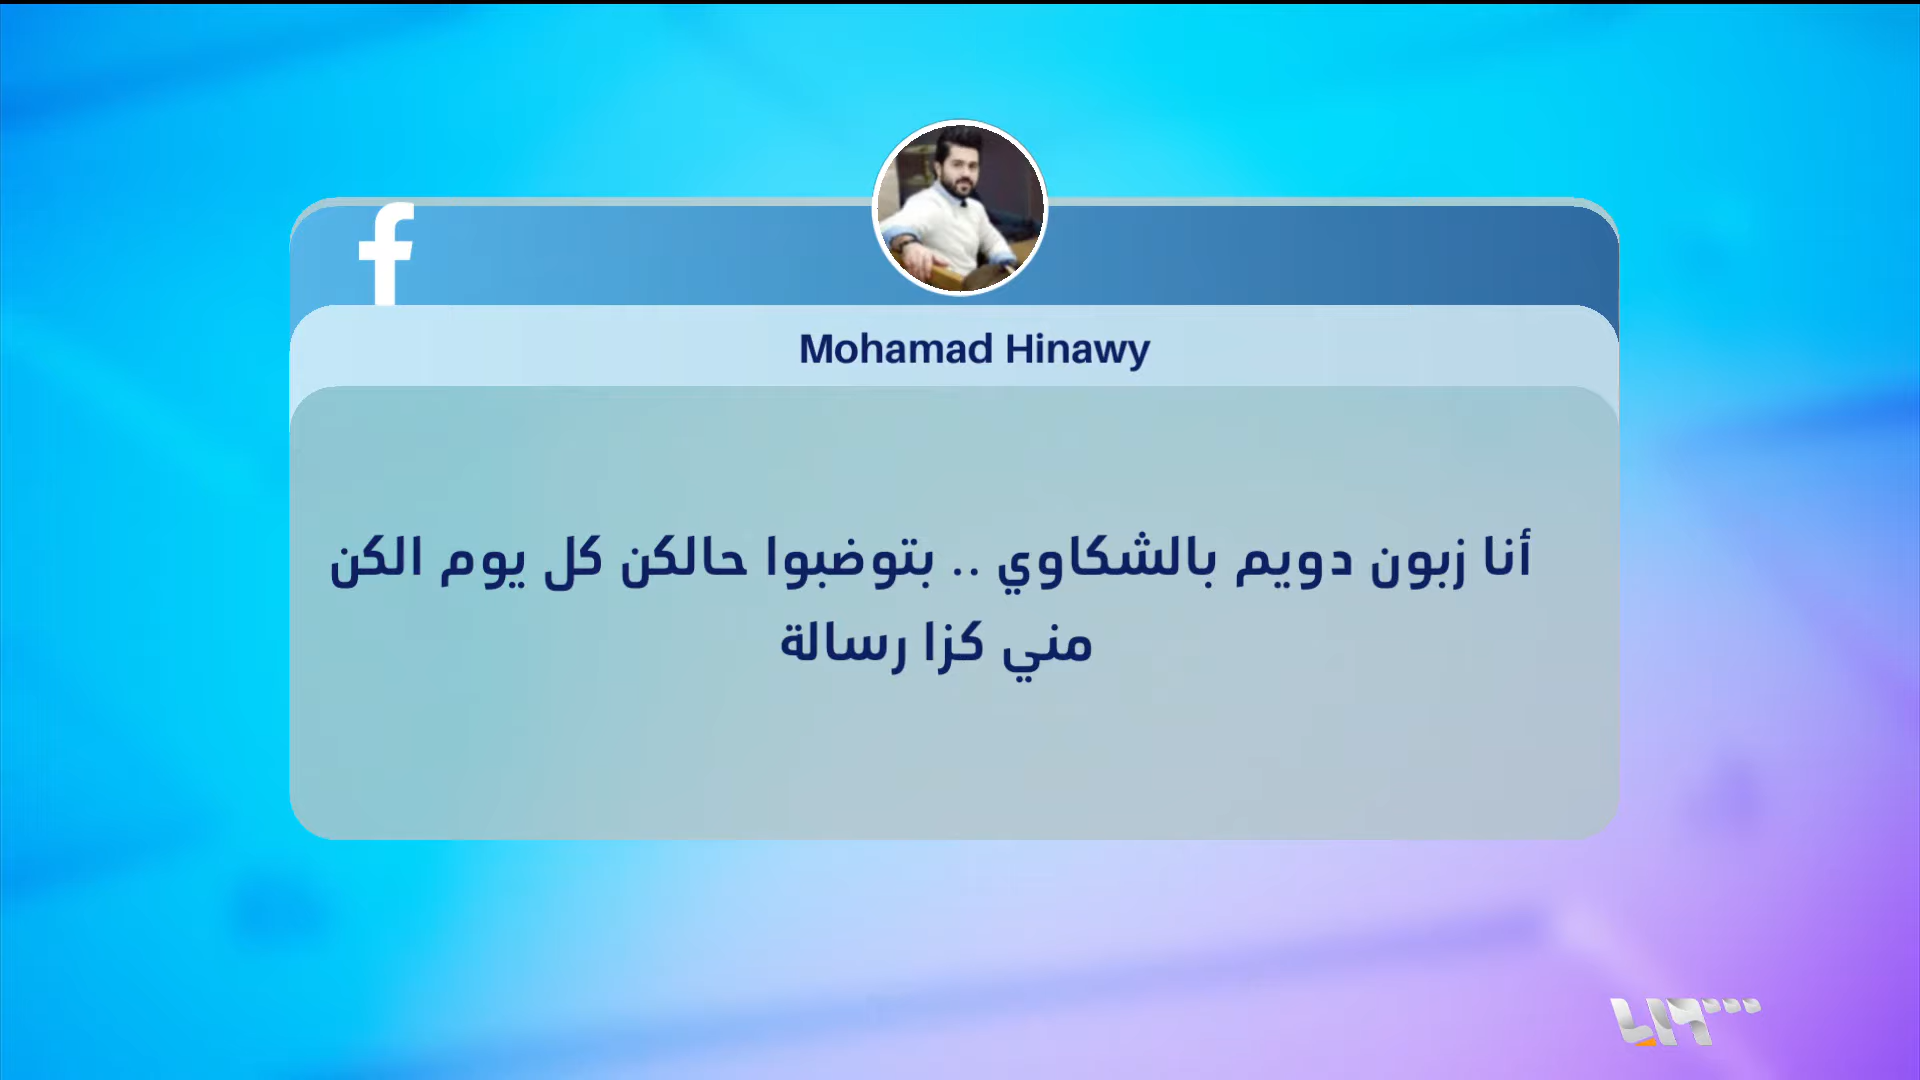 Mohamad Hinawy
أنا زبون دويم بالشكاوي .. بتوضبوا حالكن كل يوم الكن
مني كزا رسالة